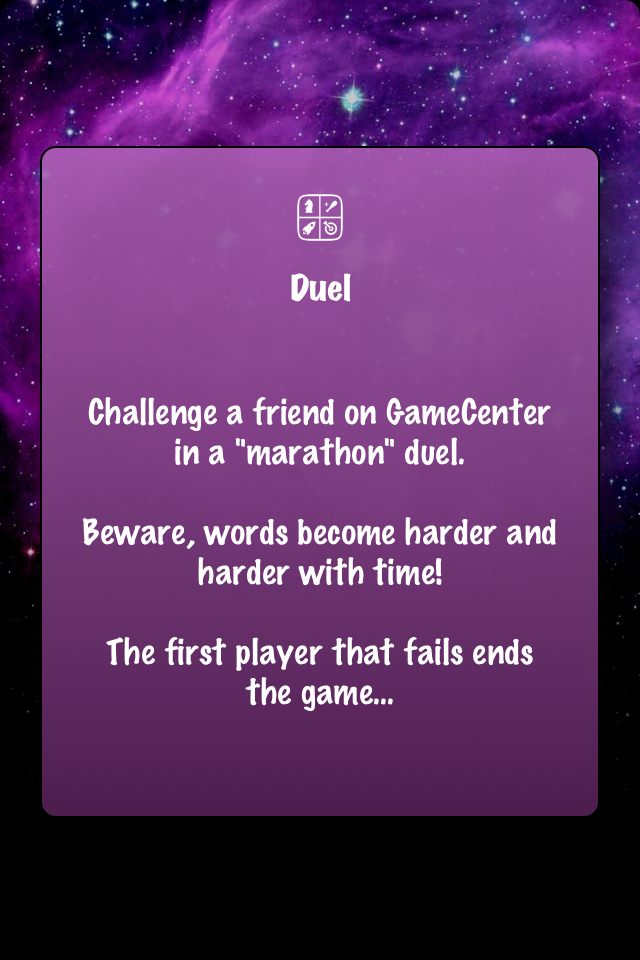 Duel
Challenge a friend on GameCenter
in a "marathon" duel.
Beware, words become harder and
harder with time!
The first player that fails ends
the game...